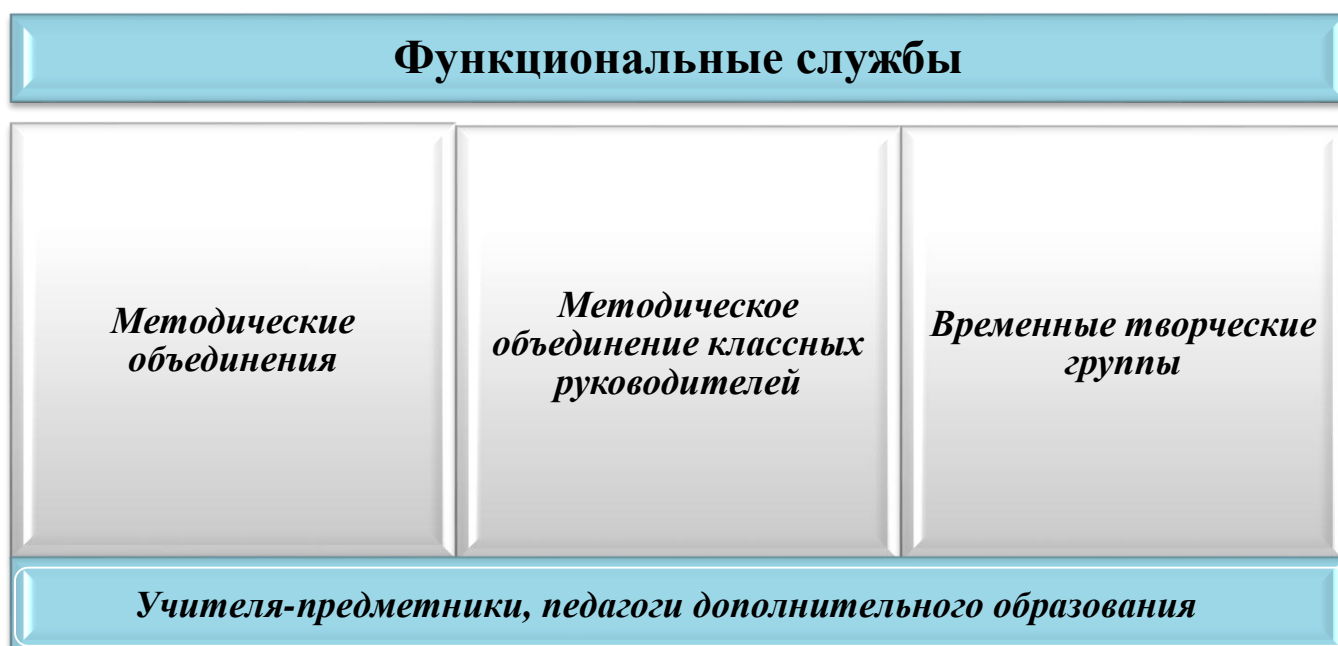 Функциональные службы
Методические
объединения
Методическое
объединение классных
руководителей
Временные творческие
группы
Учителя-предметники, педагоги дополнительного образования